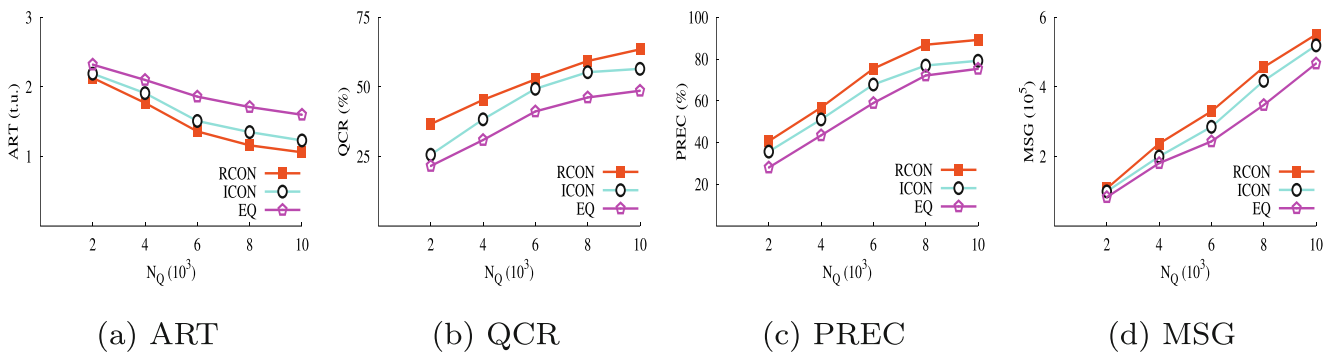 3
2
1
ART (t.u.)
RCON
ICON
EQ
2 4 6 8 10
N_Q (10^3)
(a) ART
75
50
25
QCR (%)
RCON
ICON
EQ
2 4 6 8 10
N_Q (10^3)
(b) QCR
100
80
60
40
20
PREC (%)
RCON
ICON
EQ
2 4 6 8 10
N_Q (10^3)
(c) PREC
6
4
2
MSG (10^5)
RCON
ICON
EQ
2 4 6 8 10
N_Q (10^3)
(d) MSG